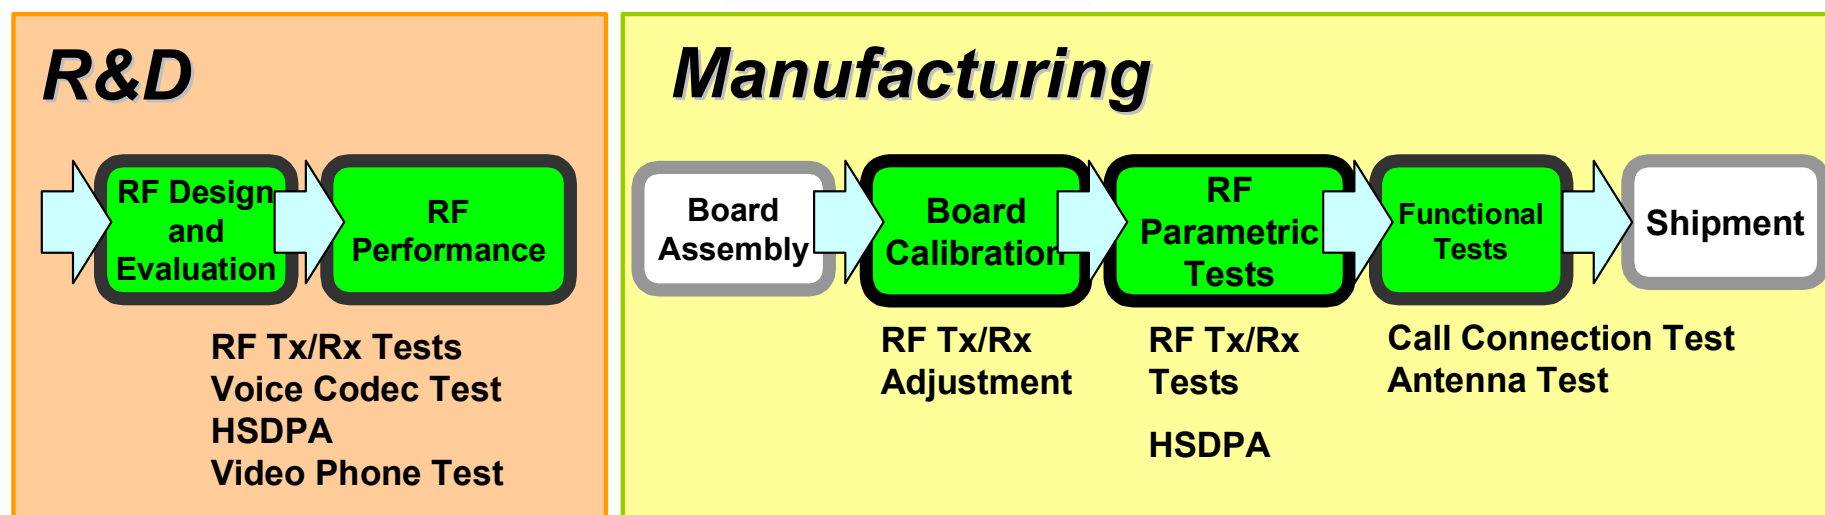 R&D
RF Design
and
Evaluation
RF
Performance
RF Tx/Rx Tests
Voice Codec Test
HSDPA
Video Phone Test
Manufacturing
Board
Assembly
Board
Calibration
RF
Parametric
Tests
Functional
Tests
Shipment
RF Tx/Rx
Adjustment
RF Tx/Rx
Tests
HSDPA
Call Connection Test
Antenna Test